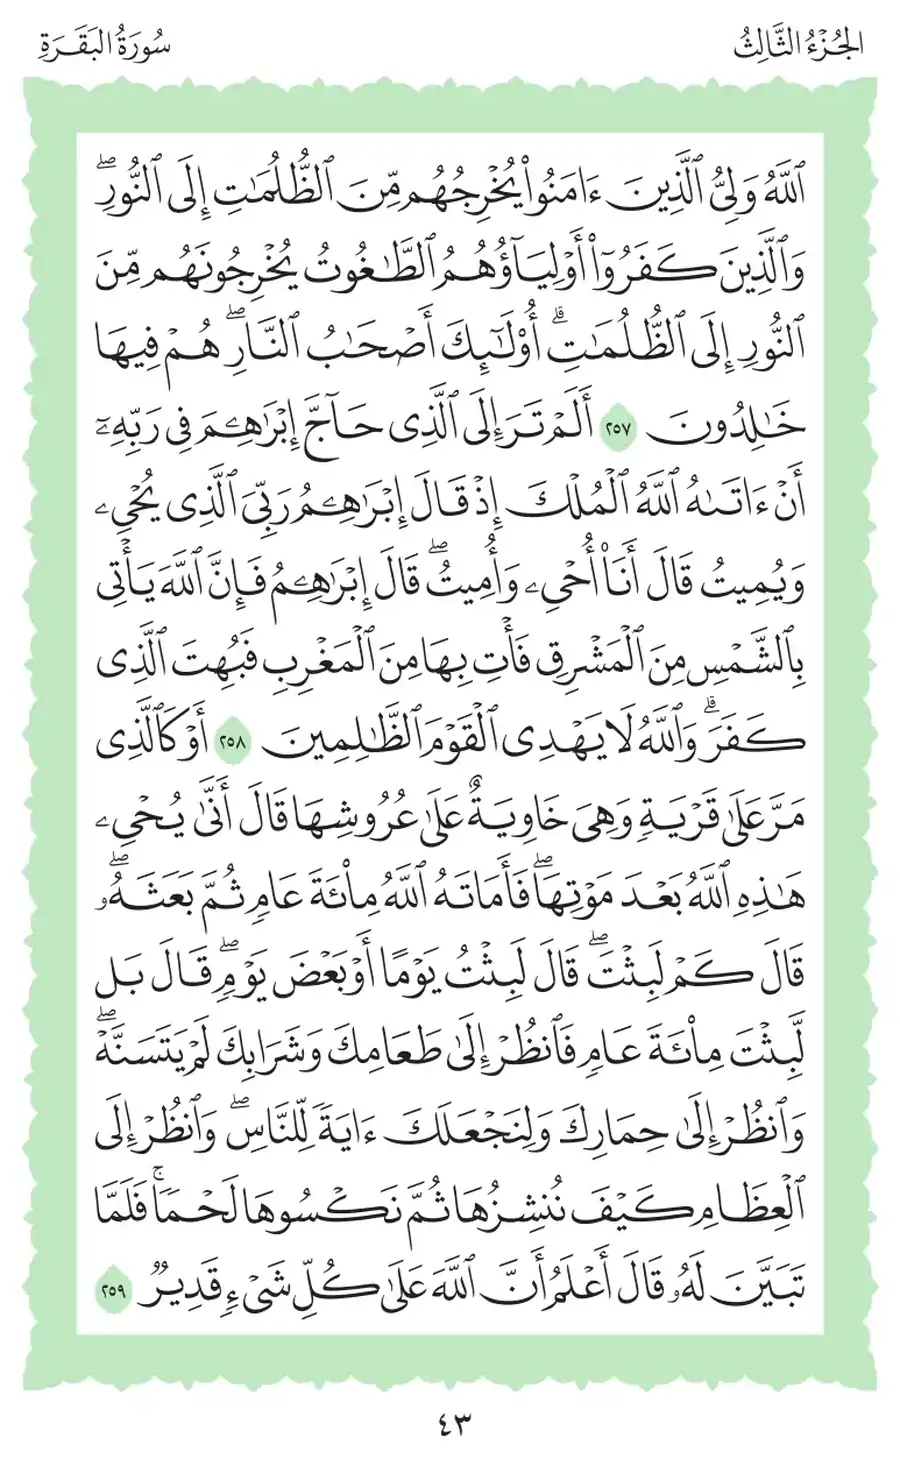 الجُزْءُ الثَّالِثُ سُورَةُ البَقَرَةِ
ٱللَّهُ وَلِيُّ ٱلَّذِينَ ءَامَنُواْ يُخۡرِجُهُم مِّنَ ٱلظُّلُمَٰتِ إِلَى ٱلنُّورِۖ
وَٱلَّذِينَ كَفَرُوٓاْ أَوۡلِيَآؤُهُمُ ٱلطَّٰغُوتُ يُخۡرِجُونَهُم مِّنَ
ٱلنُّورِ إِلَى ٱلظُّلُمَٰتِۗ أُوْلَٰٓئِكَ أَصۡحَٰبُ ٱلنَّارِۖ هُمۡ فِيهَا
خَٰلِدُونَ ٢٥٧ أَلَمۡ تَرَ إِلَى ٱلَّذِي حَآجَّ إِبۡرَٰهِـۧمَ فِي رَبِّهِۦٓ
أَنۡ ءَاتَىٰهُ ٱللَّهُ ٱلۡمُلۡكَ إِذۡ قَالَ إِبۡرَٰهِـۧمُ رَبِّيَ ٱلَّذِي يُحۡيِۦ
وَيُمِيتُ قَالَ أَنَا۠ أُحۡيِۦ وَأُمِيتُۖ قَالَ إِبۡرَٰهِـۧمُ فَإِنَّ ٱللَّهَ يَأۡتِي
بِٱلشَّمۡسِ مِنَ ٱلۡمَشۡرِقِ فَأۡتِ بِهَا مِنَ ٱلۡمَغۡرِبِ فَبُهِتَ ٱلَّذِي
كَفَرَۗ وَٱللَّهُ لَا يَهۡدِي ٱلۡقَوۡمَ ٱلظَّٰلِمِينَ ٢٥٨ أَوۡ كَٱلَّذِي
مَرَّ عَلَىٰ قَرۡيَةٖ وَهِيَ خَاوِيَةٌ عَلَىٰ عُرُوشِهَا قَالَ أَنَّىٰ يُحۡيِۦ
هَٰذِهِ ٱللَّهُ بَعۡدَ مَوۡتِهَاۖ فَأَمَاتَهُ ٱللَّهُ مِاْئَةَ عَامٖ ثُمَّ بَعَثَهُۥۖ
قَالَ كَمۡ لَبِثۡتَۖ قَالَ لَبِثۡتُ يَوۡمًا أَوۡ بَعۡضَ يَوۡمٖۖ قَالَ بَل
لَّبِثۡتَ مِاْئَةَ عَامٖ فَٱنظُرۡ إِلَىٰ طَعَامِكَ وَشَرَابِكَ لَمۡ يَتَسَنَّهۡۖ
وَٱنظُرۡ إِلَىٰ حِمَارِكَ وَلِنَجۡعَلَكَ ءَايَةٗ لِّلنَّاسِۖ وَٱنظُرۡ إِلَى
ٱلۡعِظَامِ كَيۡفَ نُنشِزُهَا ثُمَّ نَكۡسُوهَا لَحۡمٗاۚ فَلَمَّا
تَبَيَّنَ لَهُۥ قَالَ أَعۡلَمُ أَنَّ ٱللَّهَ عَلَىٰ كُلِّ شَيۡءٖ قَدِيرٞ ٢٥٩
٤٣